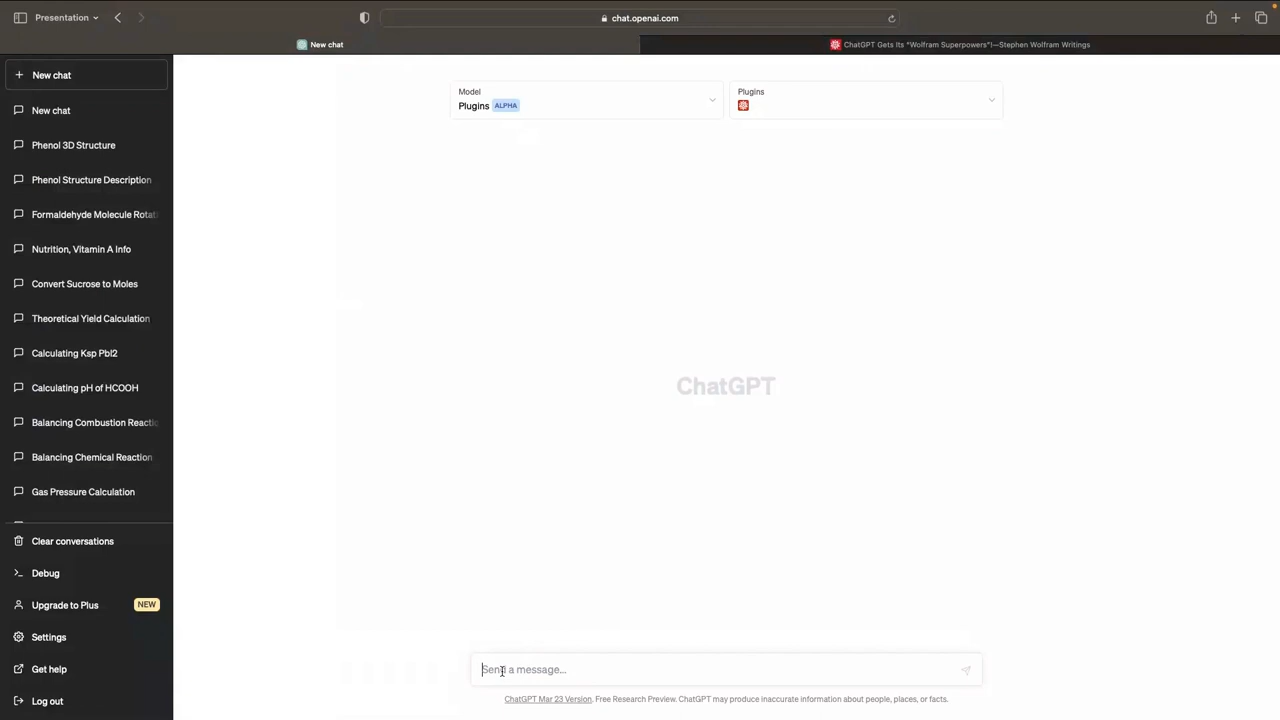 Presentation
chat.openai.com
New chat
ChatGPT Gets Its "Wolfram Superpowers"!—Stephen Wolfram Writings
New chat
New chat
Phenol 3D Structure
Phenol Structure Description
Formaldehyde Molecule Rotati
Nutrition, Vitamin A Info
Convert Sucrose to Moles
Theoretical Yield Calculation
Calculating Ksp PbI2
Calculating pH of HCOOH
Balancing Combustion Reactio
Balancing Chemical Reaction
Gas Pressure Calculation
Clear conversations
Debug
Upgrade to Plus NEW
Settings
Get help
Log out
Model
Plugins ALPHA
Plugins
ChatGPT
Send a message...
ChatGPT Mar 23 Version. Free Research Preview. ChatGPT may produce inaccurate information about people, places, or facts.